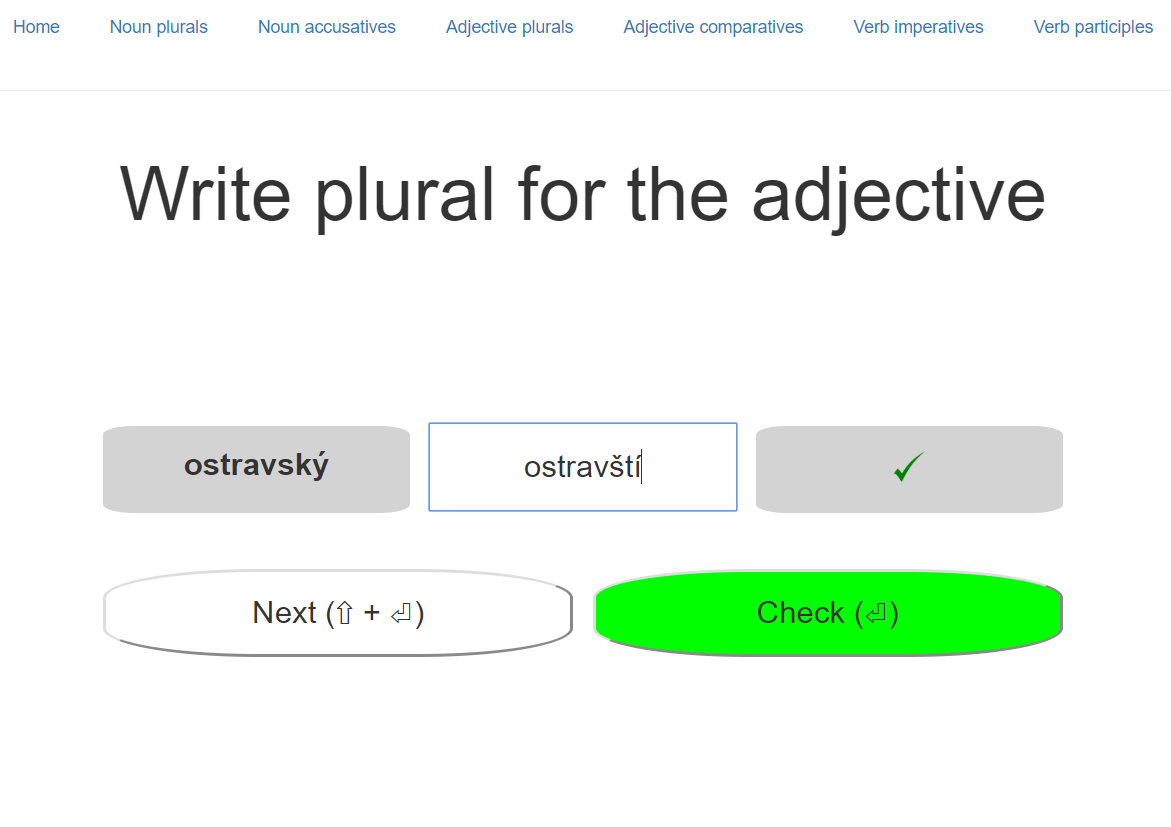 Home Noun plurals Noun accusatives Adjective plurals Adjective comparatives Verb imperatives Verb participles
Write plural for the adjective
ostravský ostravští ✓
Next (⇧ + ⏎) Check (⏎)